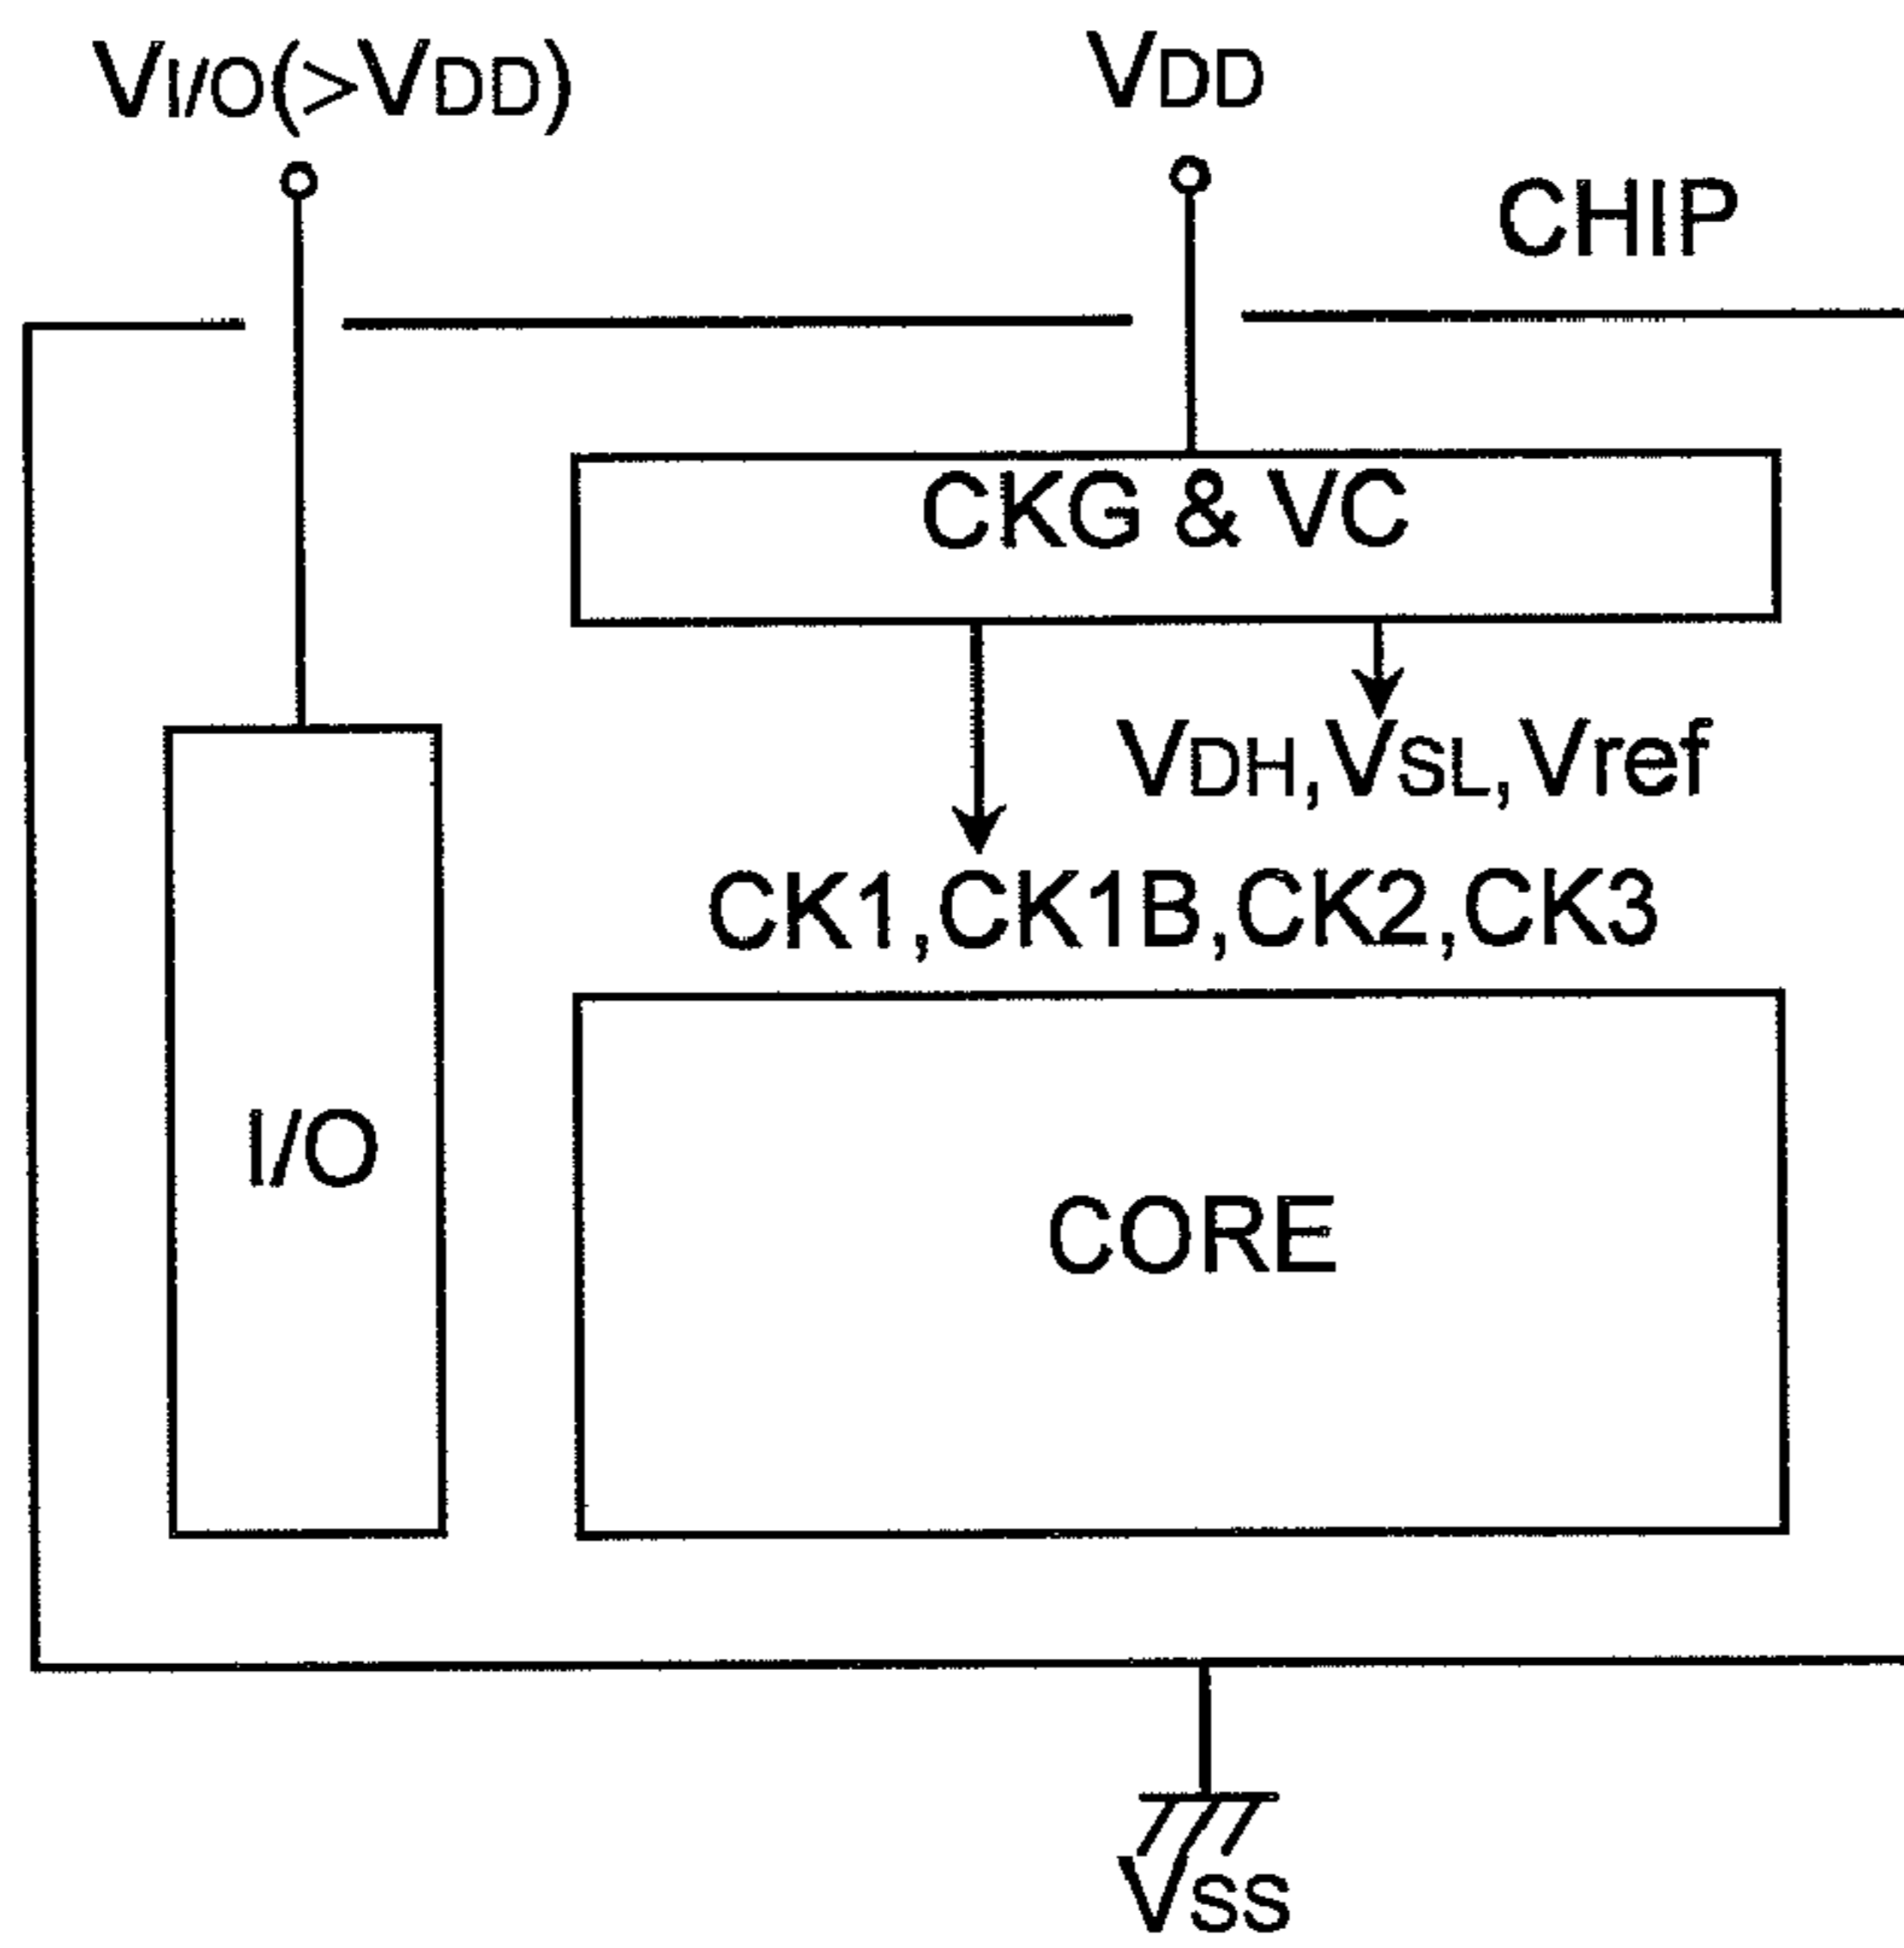 VI/O(>VDD)
VDD
CHIP
CKG & VC
VDH,VSL,Vref
CK1,CK1B,CK2,CK3
I/O
CORE
VSS